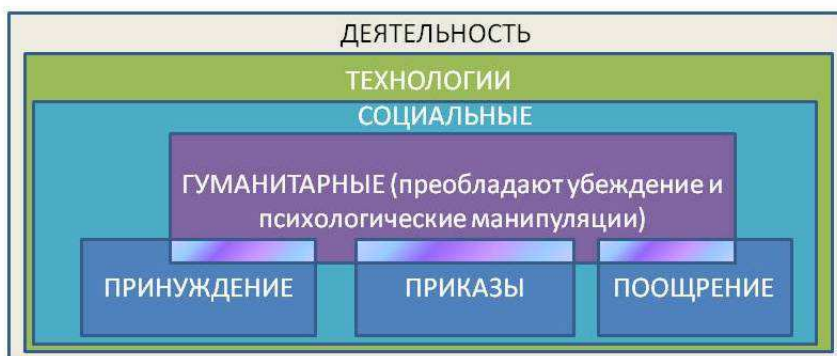 ДЕЯТЕЛЬНОСТЬ
ТЕХНОЛОГИИ
СОЦИАЛЬНЫЕ
ГУМАНИТАРНЫЕ (преобладают убеждение и
психологические манипуляции)
ПРИНУЖДЕНИЕ
ПРИКАЗЫ
ПООЩРЕНИЕ